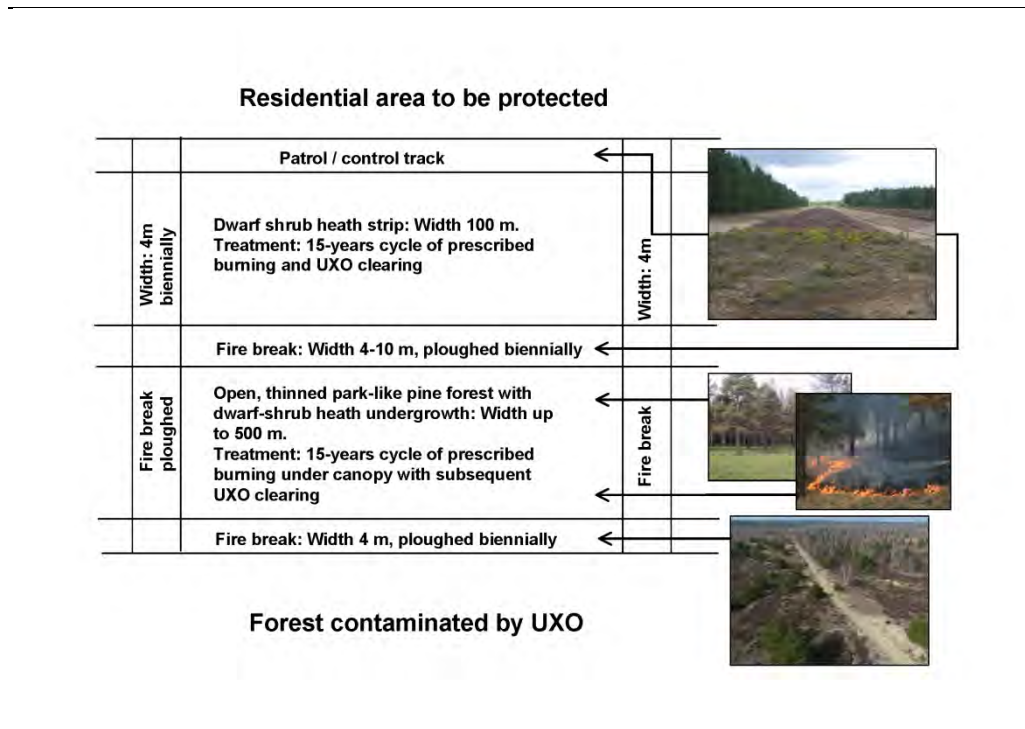 Residential area to be protected
Patrol / control track
Width: 4m
biennially
Dwarf shrub heath strip: Width 100 m.
Treatment: 15-years cycle of prescribed
burning and UXO clearing
Width: 4m
Fire break: Width 4-10 m, ploughed biennially
Fire break
ploughed
Open, thinned park-like pine forest with
dwarf-shrub heath undergrowth: Width up
to 500 m.
Treatment: 15-years cycle of prescribed
burning under canopy with subsequent
UXO clearing
Fire break
Fire break: Width 4 m, ploughed biennially
Forest contaminated by UXO